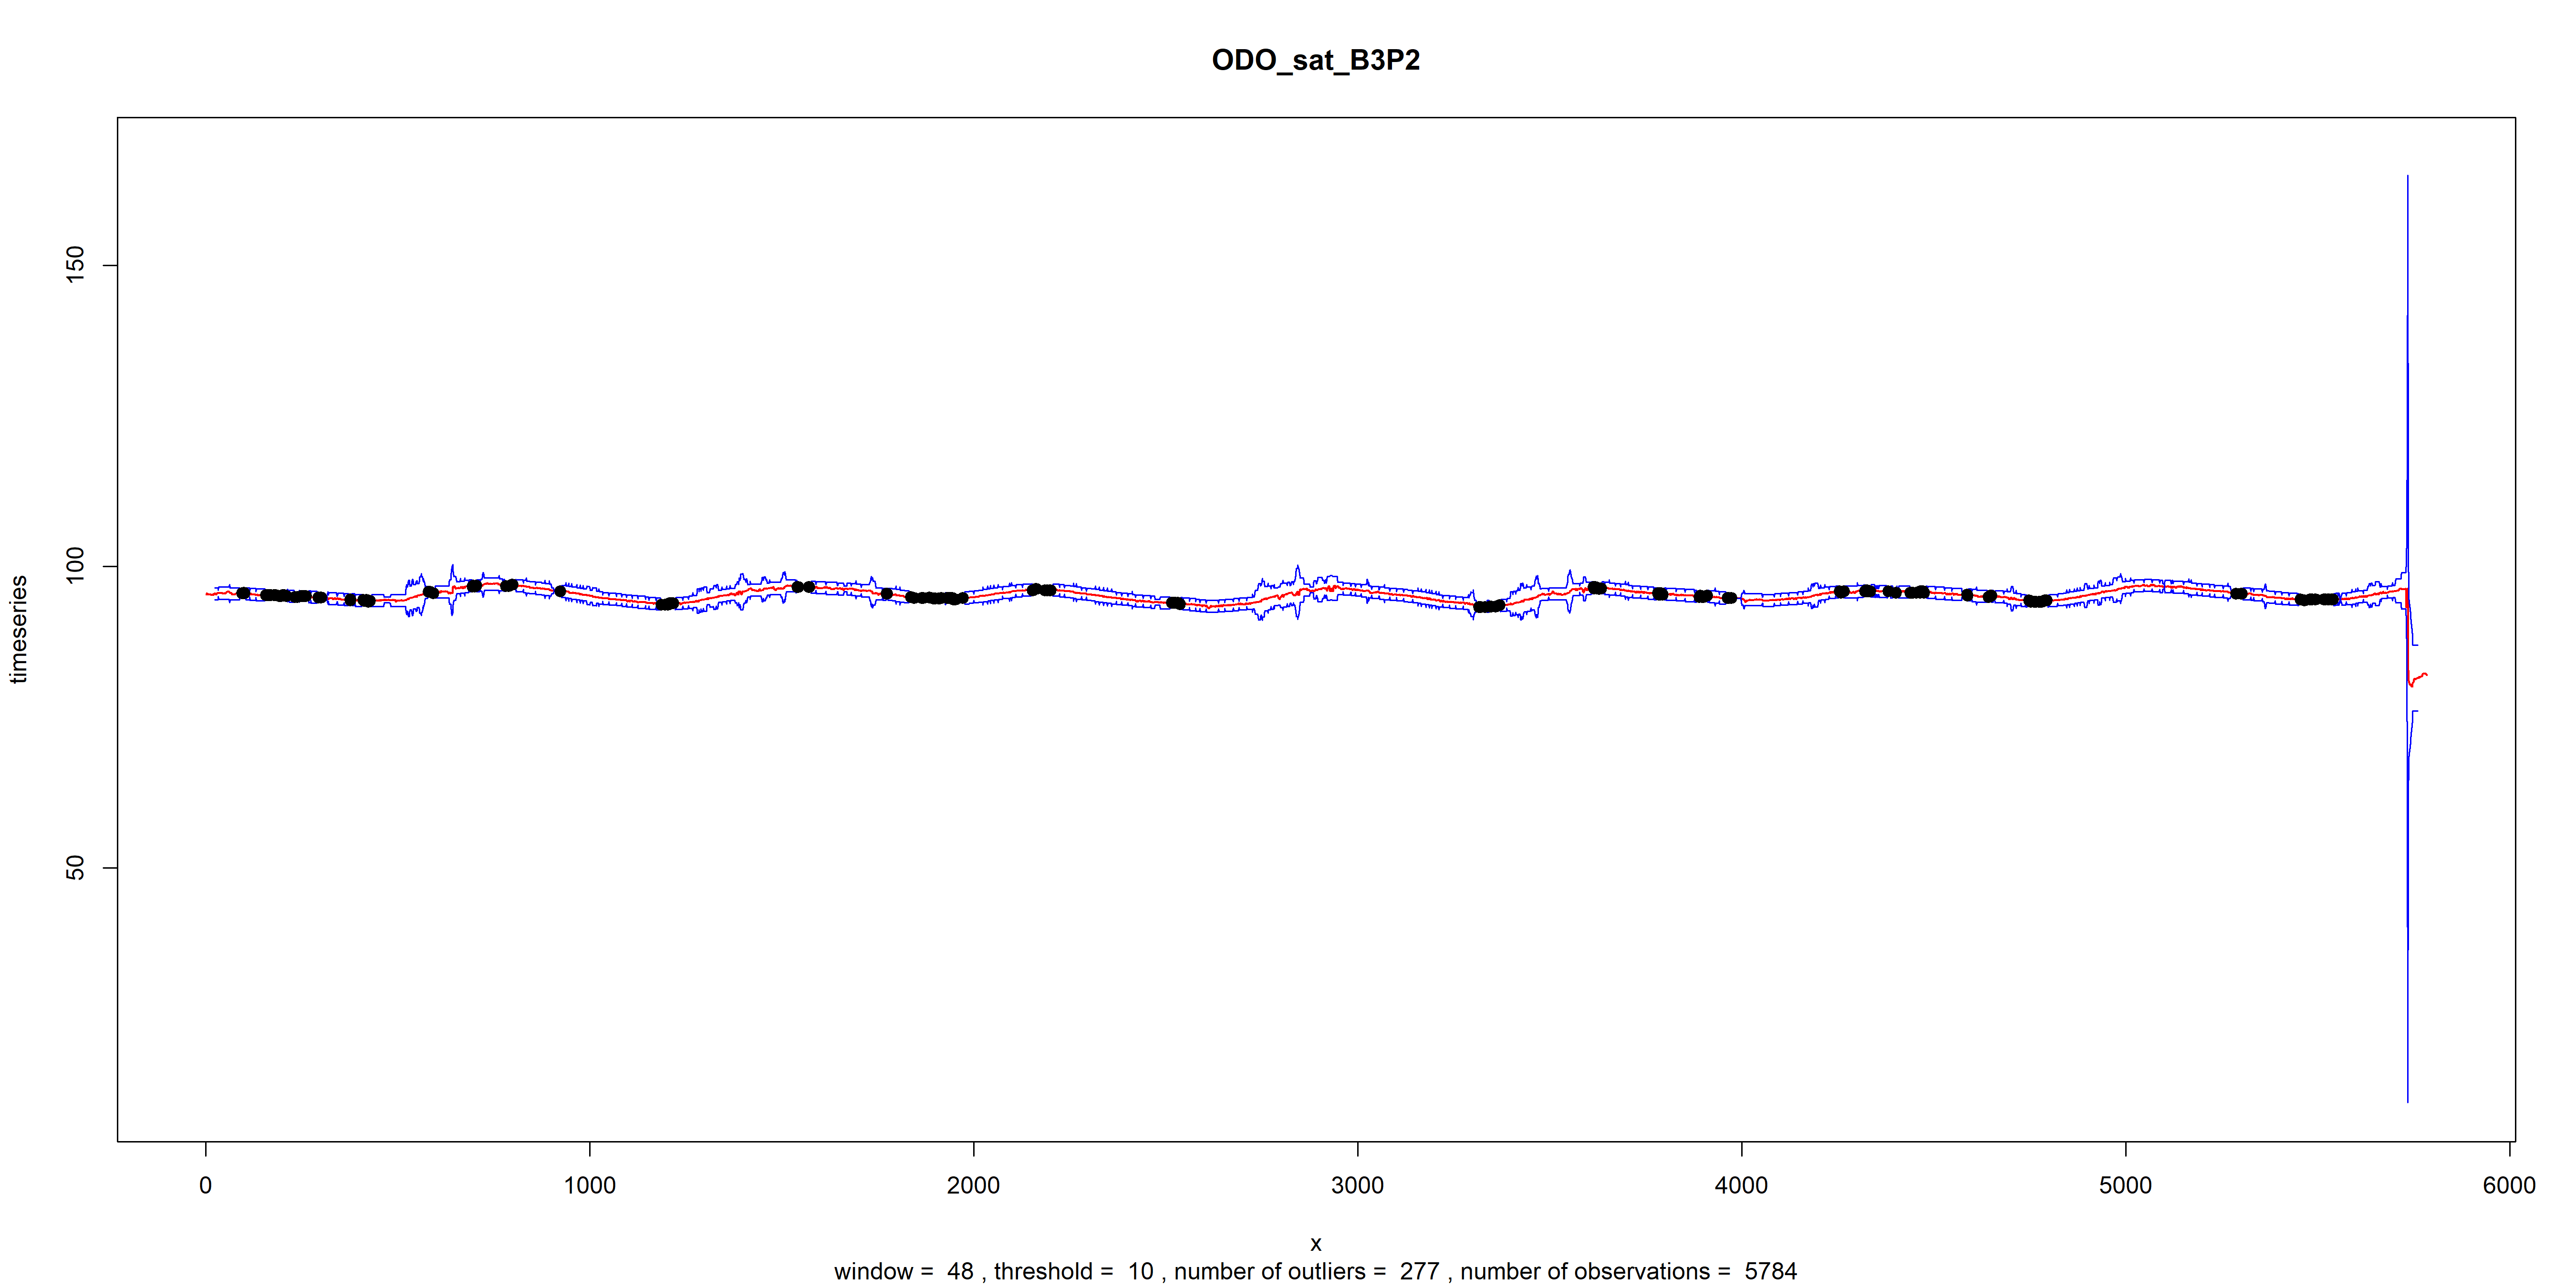 ODO_sat_B3P2
timeseries
150
100
50
0 1000 2000 3000 4000 5000 6000
x
window =  48 , threshold =  10 , number of outliers =  277 , number of observations =  5784